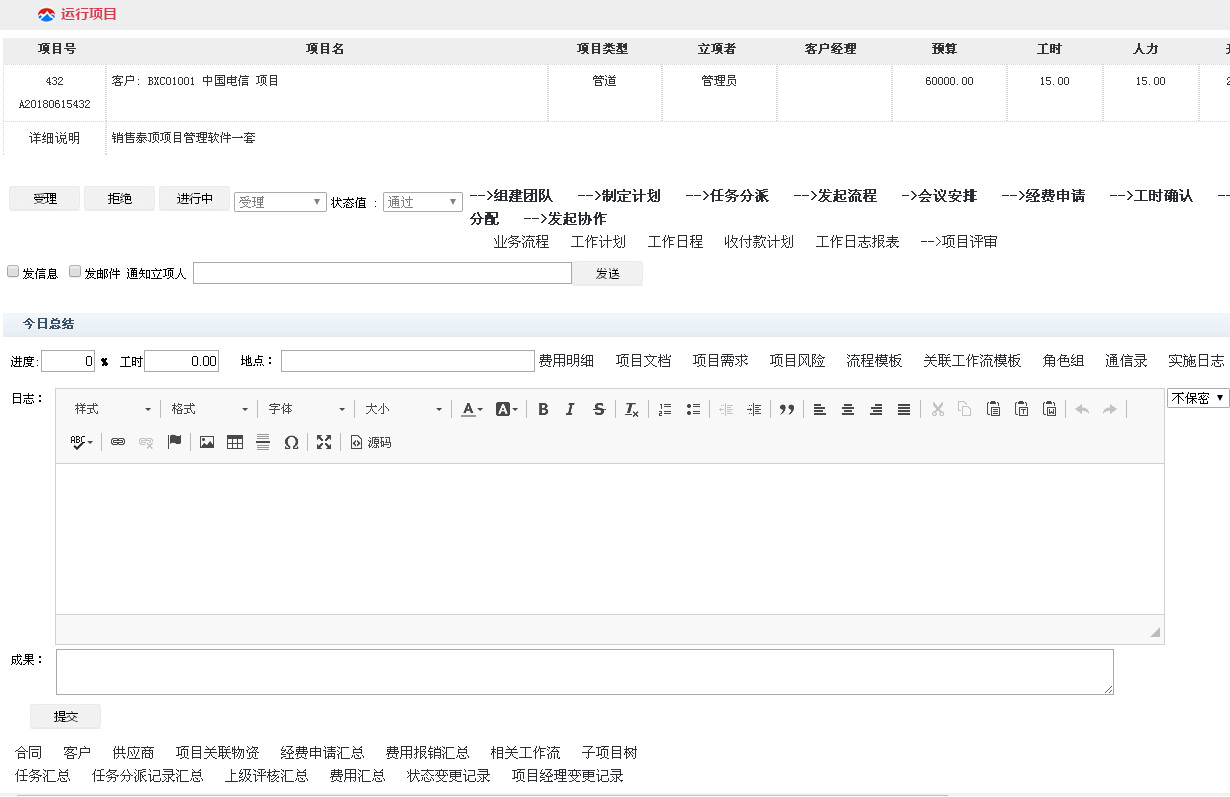 运行项目
项目号 项目名 项目类型 立项者 客户经理 预算 工时 人力
432 客户: BXC01001 中国电信 项目 管道 管理员 60000.00 15.00 15.00
A20180615432
详细说明 销售泰顶项目管理软件一套
受理 拒绝 进行中 受理 状态值 : 通过 -->组建团队 -->制定计划 -->任务分派 -->发起流程 ->会议安排 -->经费申请 -->工时确认 --
分配 -->发起协作
业务流程 工作计划 工作日程 收付款计划 工作日志报表 -->项目评审
发信息 发邮件 通知立项人 发送
今日总结
进度: 0 % 工时 0.00 地点： 费用明细 项目文档 项目需求 项目风险 流程模板 关联工作流模板 角色组 通信录 实施日志
日志： 样式 格式 字体 大小 A A B I S Tx 不保密
ABC Ω 源码
成果：
提交
合同 客户 供应商 项目关联物资 经费申请汇总 费用报销汇总 相关工作流 子项目树
任务汇总 任务分派记录汇总 上级评核汇总 费用汇总 状态变更记录 项目经理变更记录